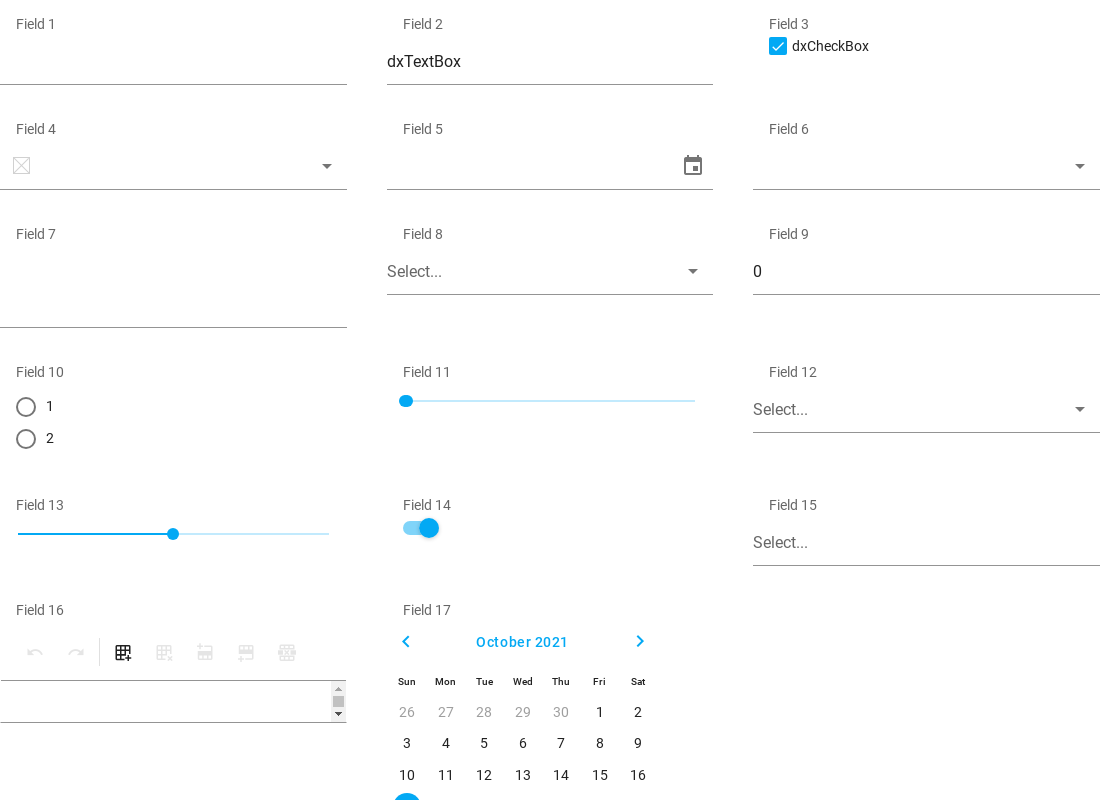 Field 1
Field 2
Field 3
dxTextBox
dxCheckBox
Field 4
Field 5
Field 6
Field 7
Field 8
Field 9
Select...
0
Field 10
Field 11
Field 12
1
2
Select...
Field 13
Field 14
Field 15
Select...
Field 16
Field 17
October 2021
Sun Mon Tue Wed Thu Fri Sat
26 27 28 29 30 1 2
3 4 5 6 7 8 9
10 11 12 13 14 15 16